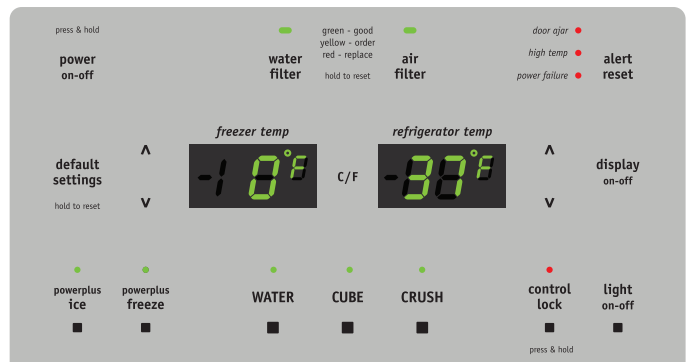 press & hold
power
on-off
water
filter
green - good
yellow - order
red - replace
hold to reset
air
filter
door ajar
high temp
power failure
alert
reset
default
settings
hold to reset
^
v
freezer temp
0°F
C/F
refrigerator temp
37°F
^
v
display
on-off
powerplus
ice
powerplus
freeze
WATER
CUBE
CRUSH
control
lock
press & hold
light
on-off